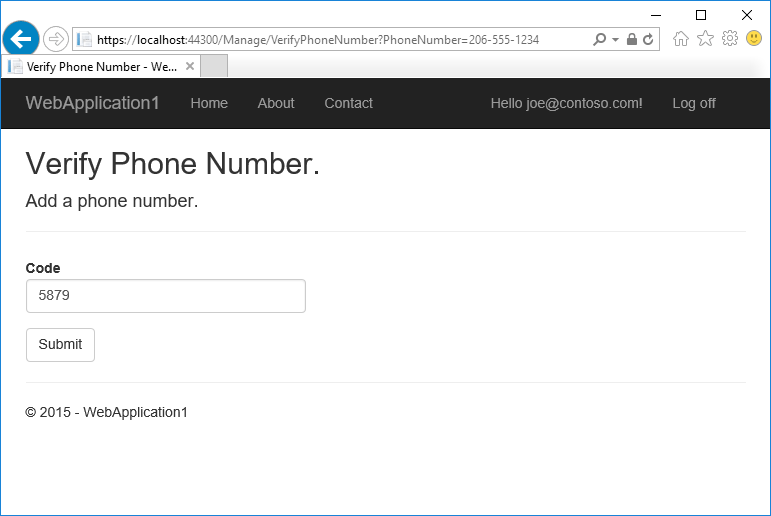 https://localhost:44300/Manage/VerifyPhoneNumber?PhoneNumber=206-555-1234
Verify Phone Number - We...
WebApplication1 Home About Contact Hello joe@contoso.com! Log off
Verify Phone Number.
Add a phone number.
Code
5879
Submit
© 2015 - WebApplication1